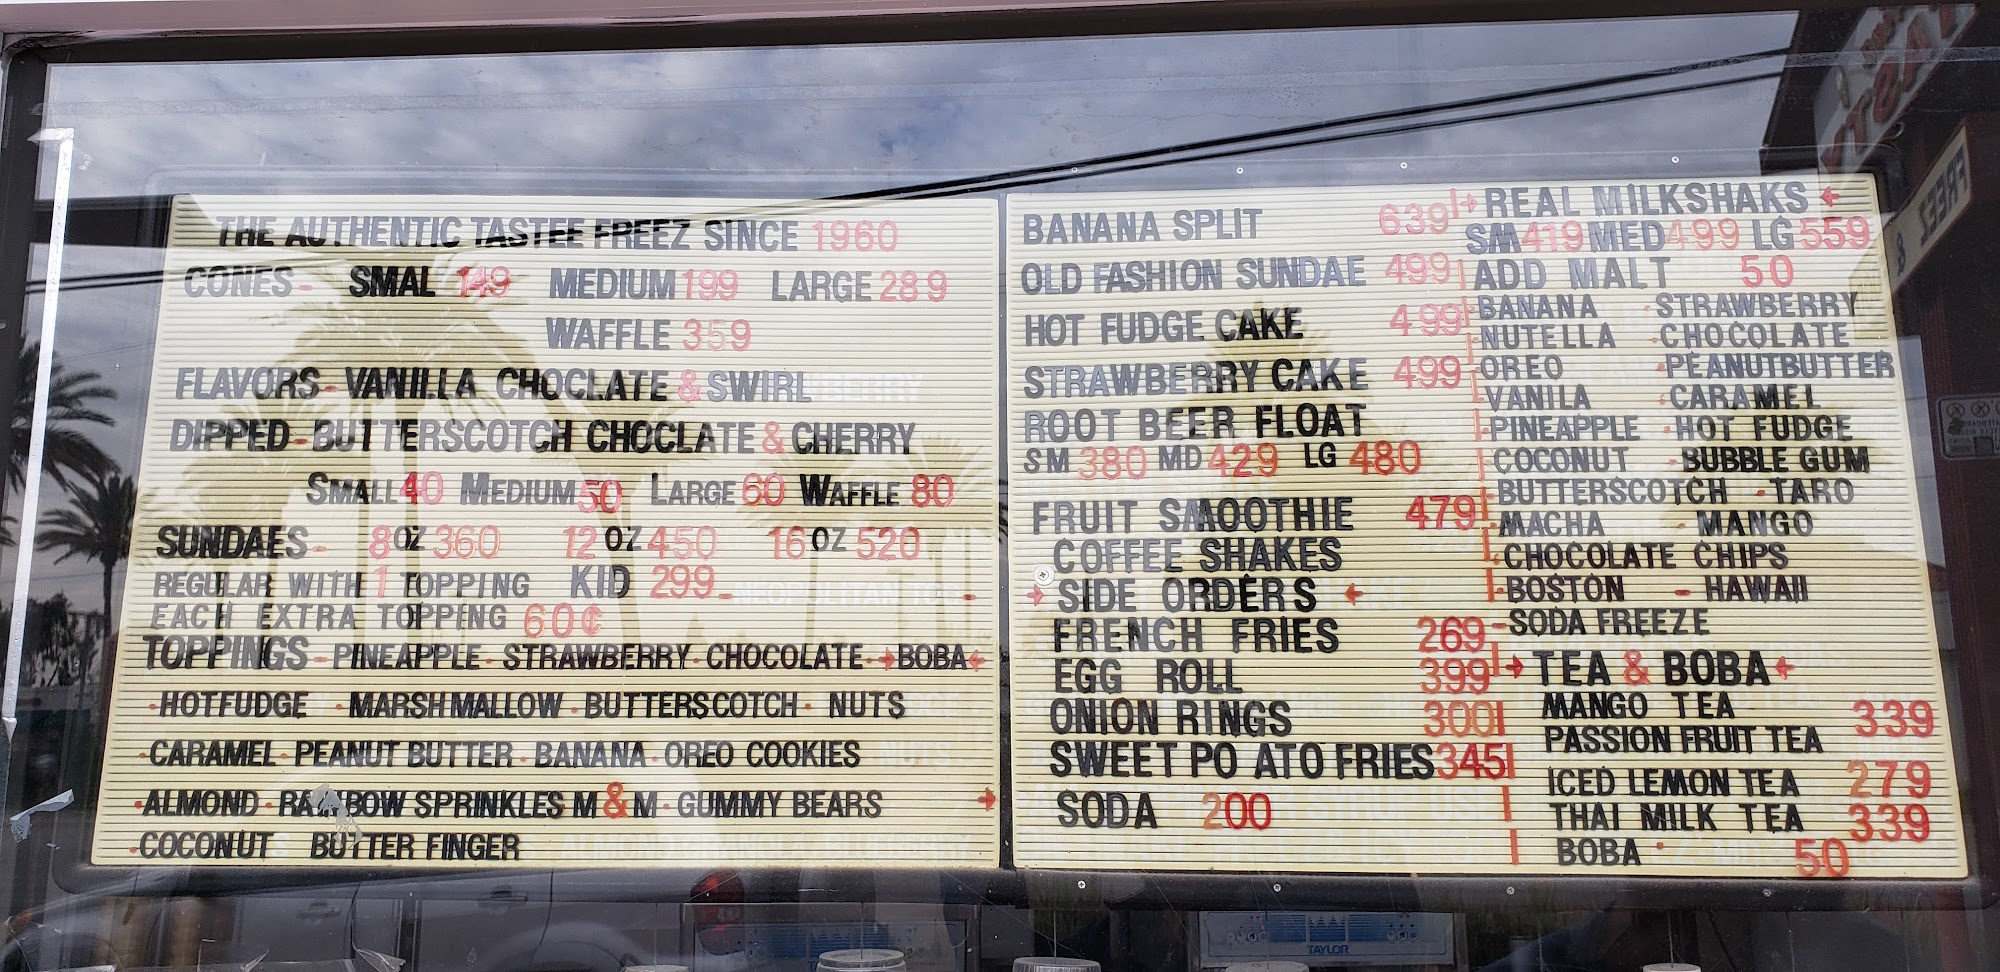 THE AUTHENTIC TASTEE FREEZ SINCE 1960
CONES- SMAL 149 MEDIUM 199 LARGE 289
WAFFLE 359
FLAVORS- VANILLA CHOCLATE & SWIRL
DIPPED- BUTTERSCOTCH CHOCLATE & CHERRY
SMALL 40 MEDIUM 50 LARGE 60 WAFFLE 80
SUNDAES- 8OZ 360 12 OZ 450 16 OZ 520
REGULAR WITH 1 TOPPING KID 299-
EACH EXTRA TOPPING 60¢
TOPPINGS- PINEAPPLE- STRAWBERRY- CHOCOLATE- →BOBA←
·HOTFUDGE ·MARSHMALLOW- BUTTERSCOTCH· NUTS
·CARAMEL· PEANUT BUTTER· BANANA· OREO COOKIES
·ALMOND· RAINBOW SPRINKLES M&M· GUMMY BEARS →
·COCONUT BUTTER FINGER
BANANA SPLIT 639
OLD FASHION SUNDAE 499
HOT FUDGE CAKE 499
STRAWBERRY CAKE 499
ROOT BEER FLOAT
SM 380 MD 429 LG 480
FRUIT SMOOTHIE 479
COFFEE SHAKES
→ SIDE ORDERS ←
FRENCH FRIES 269
EGG ROLL 399
ONION RINGS 300
SWEET PO ATO FRIES 345
SODA 200
→ REAL MILKSHAKS ←
SM 419 MED 499 LG 559
ADD MALT 50
BANANA ·STRAWBERRY
NUTELLA ·CHOCOLATE
OREO ·PEANUTBUTTER
VANILA ·CARAMEL
PINEAPPLE ·HOT FUDGE
COCONUT ·BUBBLE GUM
BUTTERSCOTCH ·TARO
MACHA - MANGO
CHOCOLATE CHIPS
BOSTON - HAWAII
-SODA FREEZE
→ TEA & BOBA ←
MANGO TEA 339
PASSION FRUIT TEA
ICED LEMON TEA 279
THAI MILK TEA 339
BOBA · 50
TAYLOR